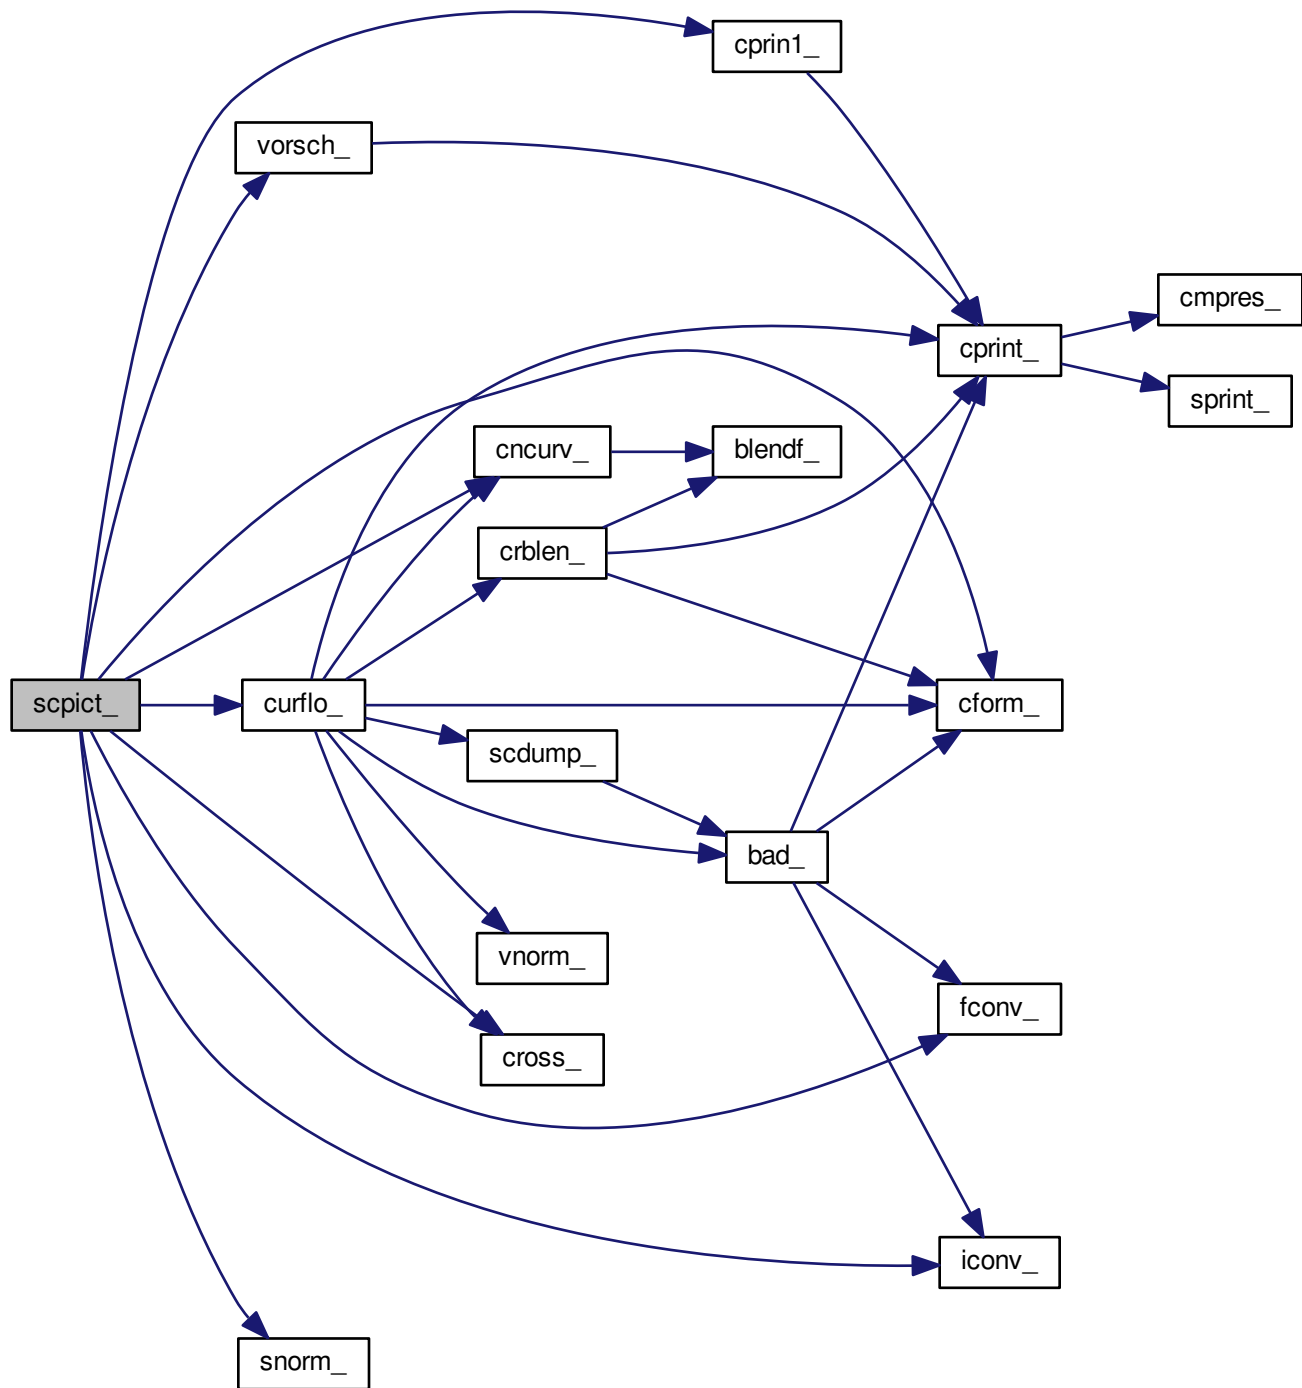 cprin1_
vorsch_
cmpres_
cprint_
sprint_
cncurv_
blendf_
crblen_
scpict_
curflo_
cform_
scdump_
bad_
vnorm_
fconv_
cross_
iconv_
snorm_